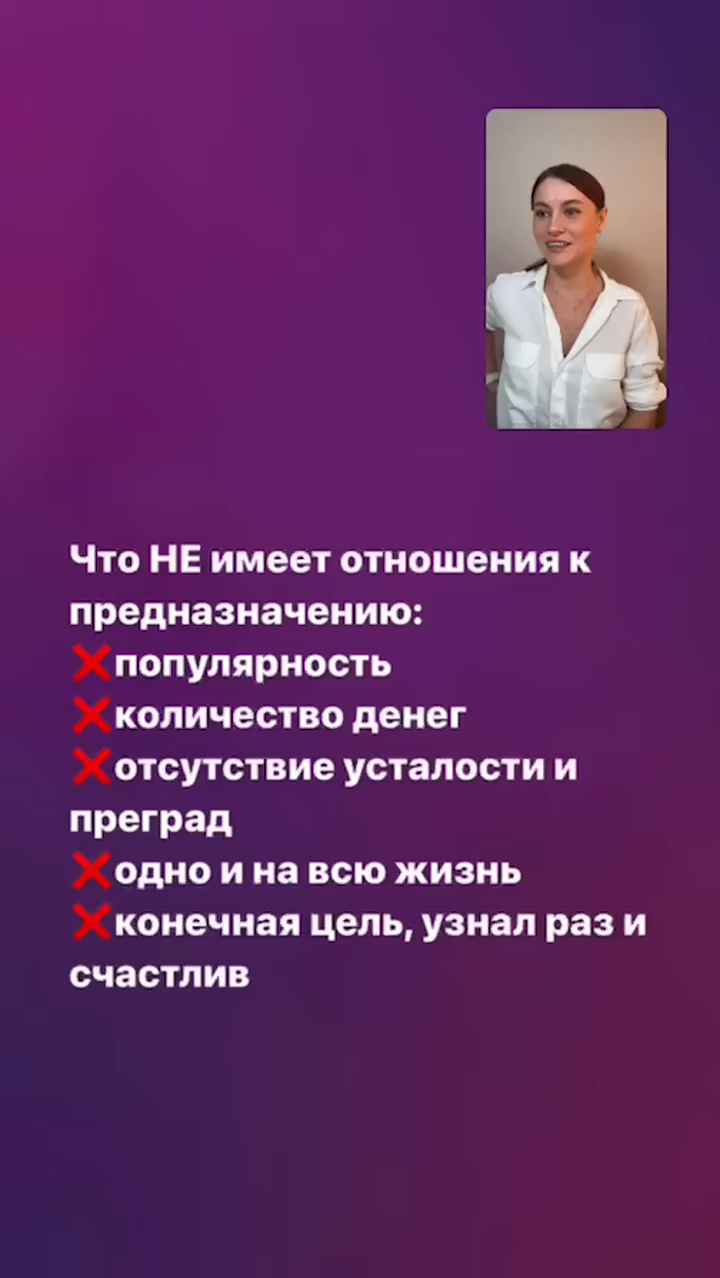 Что НЕ имеет отношения к
предназначению:
❌популярность
❌количество денег
❌отсутствие усталости и
преград
❌одно и на всю жизнь
❌конечная цель, узнал раз и
счастлив